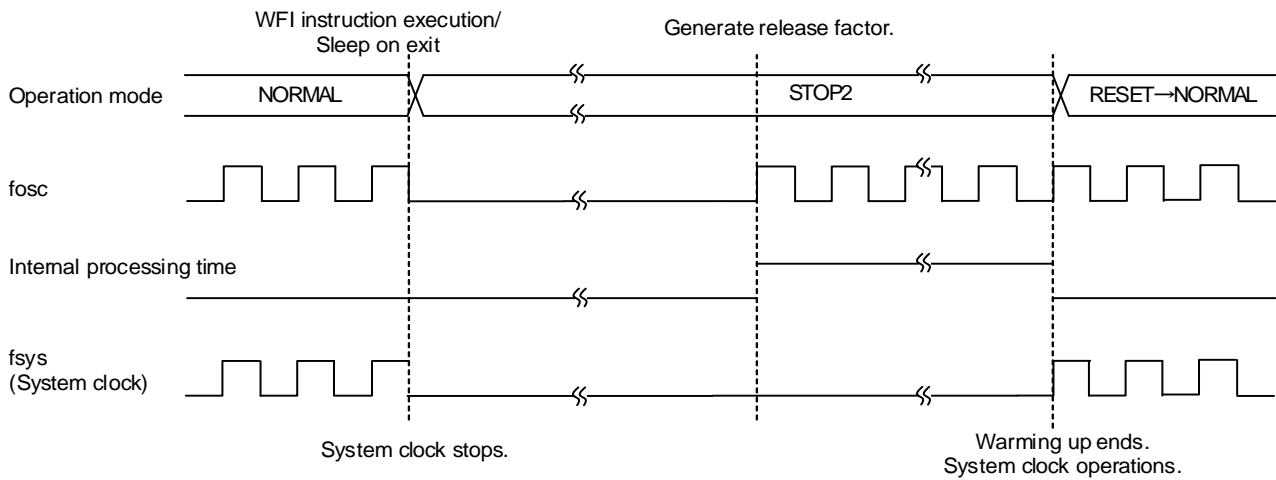 WFI instruction execution/
Sleep on exit
Generate release factor.
Operation mode
NORMAL
STOP2
RESET→NORMAL
fosc
Internal processing time
fsys
(System clock)
System clock stops.
Warming up ends.
System clock operations.